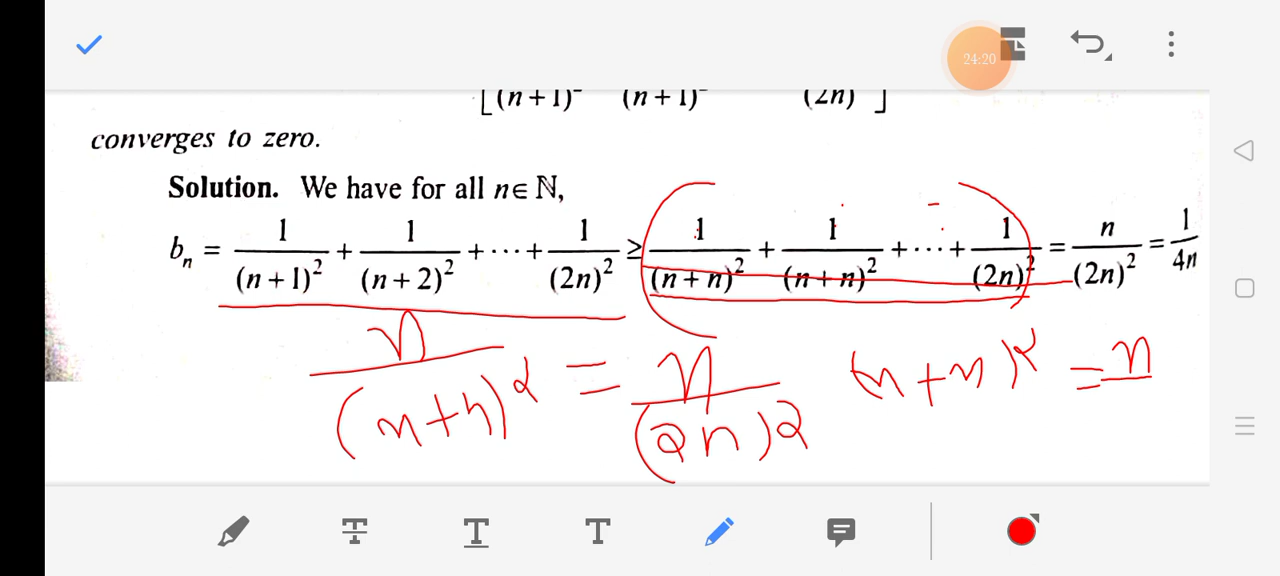 24:20
[(n+1)² (n+1)² (2n) ]
converges to zero.
Solution. We have for all n∈N,
bₙ = 1/(n+1)² + 1/(n+2)² + ··· + 1/(2n)² ≥ 1/(n+n)² + 1/(n+n)² + ··· + 1/(2n)² = n/(2n)² = 1/4n
n/(n+n)² = n/(2n)² (n+n)² = n
T T T